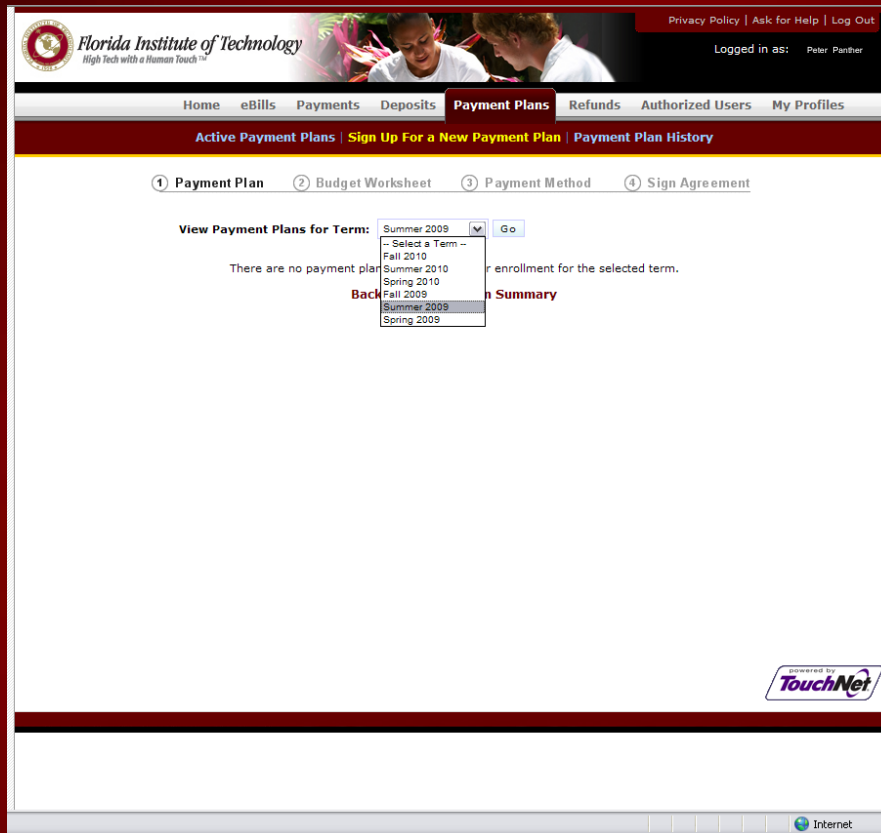 Privacy Policy | Ask for Help | Log Out
Florida Institute of Technology
High Tech with a Human Touch™
Logged in as: Peter Panther
Home eBills Payments Deposits Payment Plans Refunds Authorized Users My Profiles
Active Payment Plans | Sign Up For a New Payment Plan | Payment Plan History
1 Payment Plan 2 Budget Worksheet 3 Payment Method 4 Sign Agreement
View Payment Plans for Term: Summer 2009 Go
-- Select a Term --
Fall 2010
Summer 2010
Spring 2010
Fall 2009
Summer 2009
Spring 2009
There are no payment enrollment for the selected term.
Summary
powered by
TouchNet
Internet